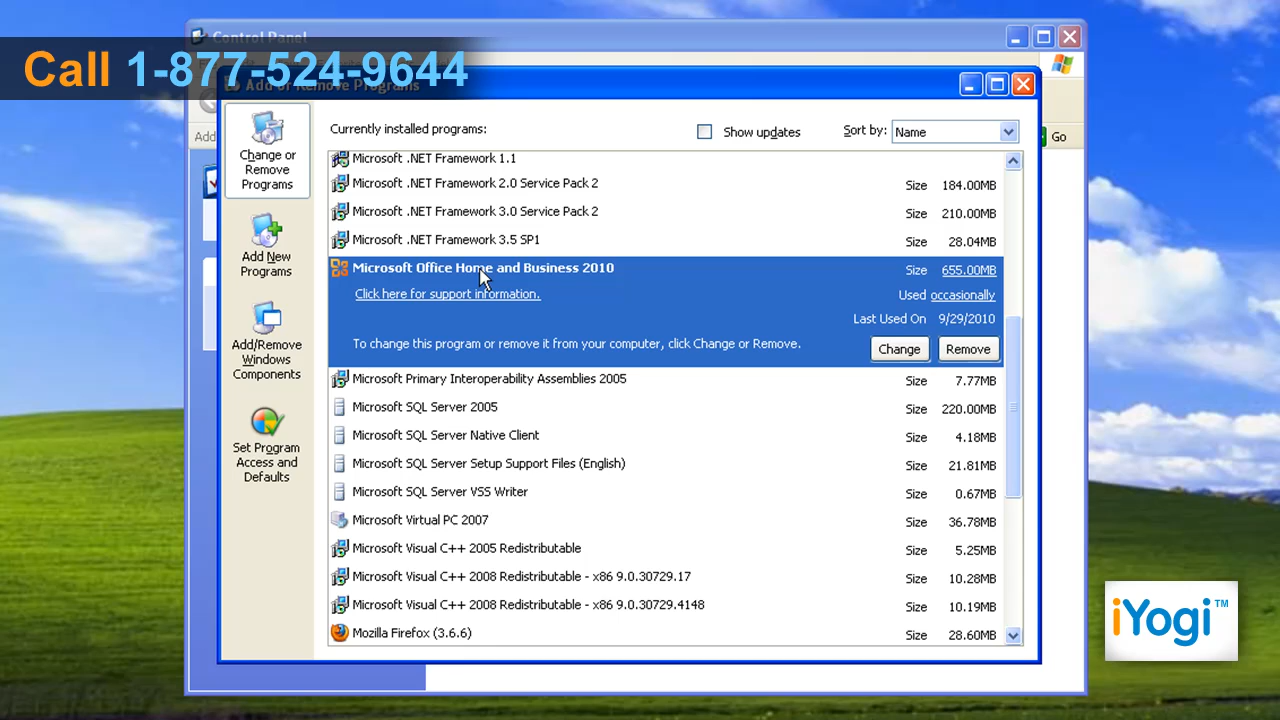 Control Panel
Call 1-877-524-9644
Add or Remove Programs
Add
Go
Change or
Remove
Programs
Add New
Programs
Add/Remove
Windows
Components
Set Program
Access and
Defaults
Currently installed programs:
Show updates
Sort by: Name
Microsoft .NET Framework 1.1
Microsoft .NET Framework 2.0 Service Pack 2 Size 184.00MB
Microsoft .NET Framework 3.0 Service Pack 2 Size 210.00MB
Microsoft .NET Framework 3.5 SP1 Size 28.04MB
Microsoft Office Home and Business 2010 Size 655.00MB
Click here for support information. Used occasionally
Last Used On 9/29/2010
To change this program or remove it from your computer, click Change or Remove. Change Remove
Microsoft Primary Interoperability Assemblies 2005 Size 7.77MB
Microsoft SQL Server 2005 Size 220.00MB
Microsoft SQL Server Native Client Size 4.18MB
Microsoft SQL Server Setup Support Files (English) Size 21.81MB
Microsoft SQL Server VSS Writer Size 0.67MB
Microsoft Virtual PC 2007 Size 36.78MB
Microsoft Visual C++ 2005 Redistributable Size 5.25MB
Microsoft Visual C++ 2008 Redistributable - x86 9.0.30729.17 Size 10.28MB
Microsoft Visual C++ 2008 Redistributable - x86 9.0.30729.4148 Size 10.19MB
Mozilla Firefox (3.6.6) Size 28.60MB
iYogi™